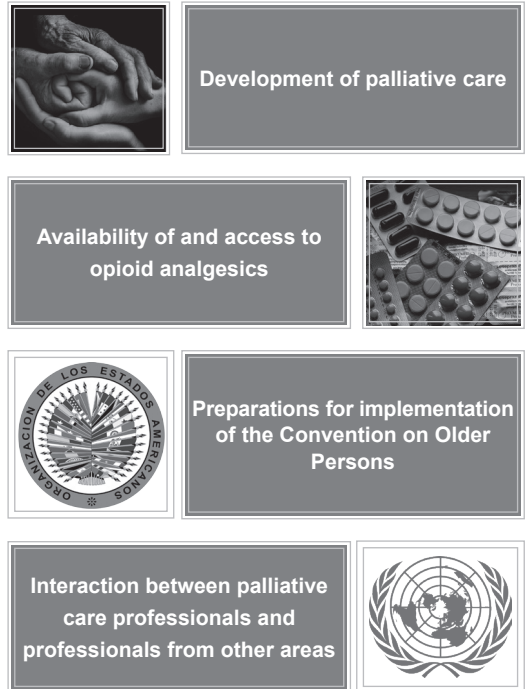 Development of palliative care
Availability of and access to
opioid analgesics
ORGANIZACION DE LOS ESTADOS AMERICANOS
Preparations for implementation
of the Convention on Older
Persons
Interaction between palliative
care professionals and
professionals from other areas